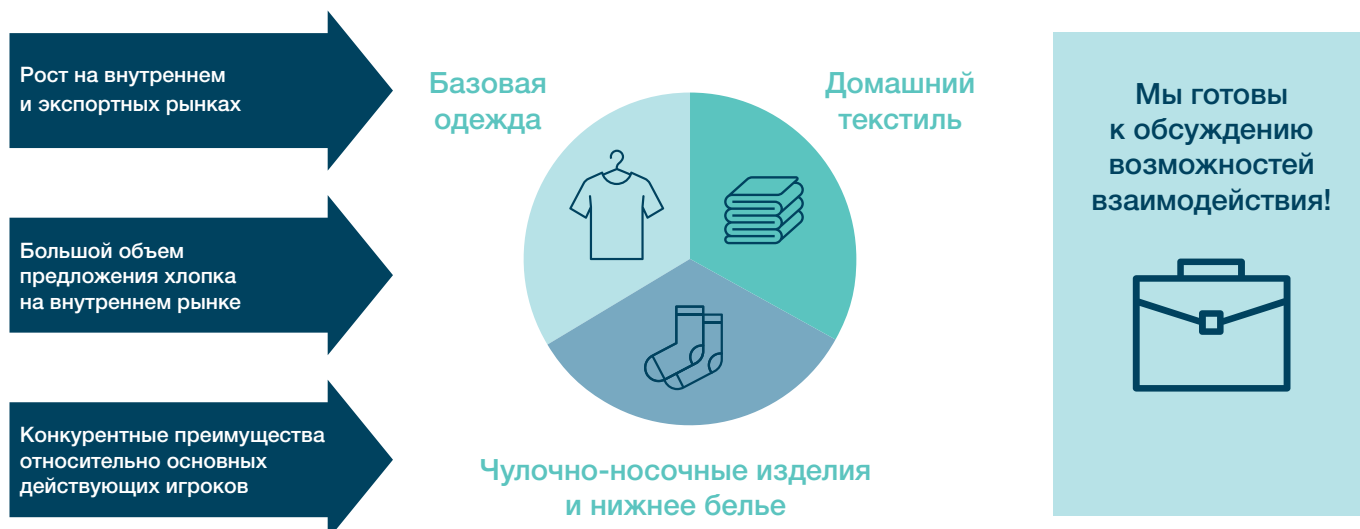 Рост на внутреннем
и экспортных рынках
Большой объем
предложения хлопка
на внутреннем рынке
Конкурентные преимущества
относительно основных
действующих игроков
Базовая
одежда
Домашний
текстиль
Чулочно-носочные изделия
и нижнее белье
Мы готовы
к обсуждению
возможностей
взаимодействия!